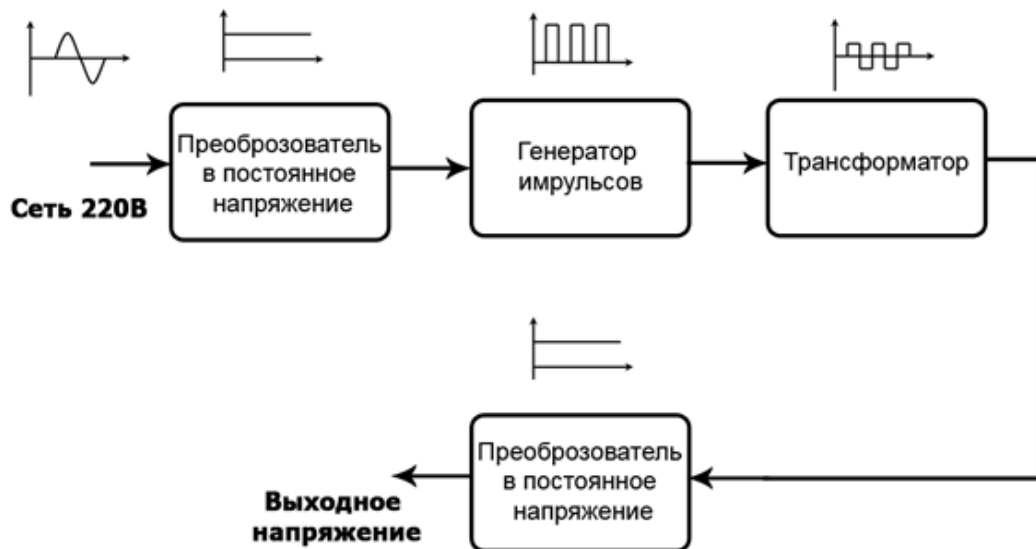 Преоброзователь
в постоянное
напряжение
Генератор
имрульсов
Трансформатор
Сеть 220В
Преоброзователь
в постоянное
напряжение
Выходное
напряжение